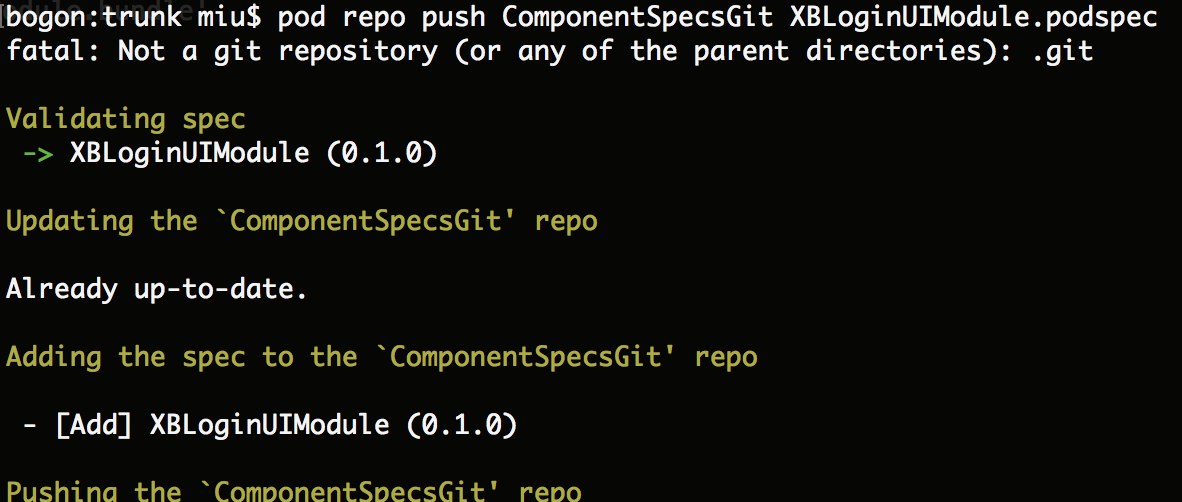 bogon:trunk miu$ pod repo push ComponentSpecsGit XBLoginUIModule.podspec
fatal: Not a git repository (or any of the parent directories): .git
Validating spec
 -> XBLoginUIModule (0.1.0)
Updating the `ComponentSpecsGit' repo
Already up-to-date.
Adding the spec to the `ComponentSpecsGit' repo
 - [Add] XBLoginUIModule (0.1.0)
Pushing the `ComponentSpecsGit' repo